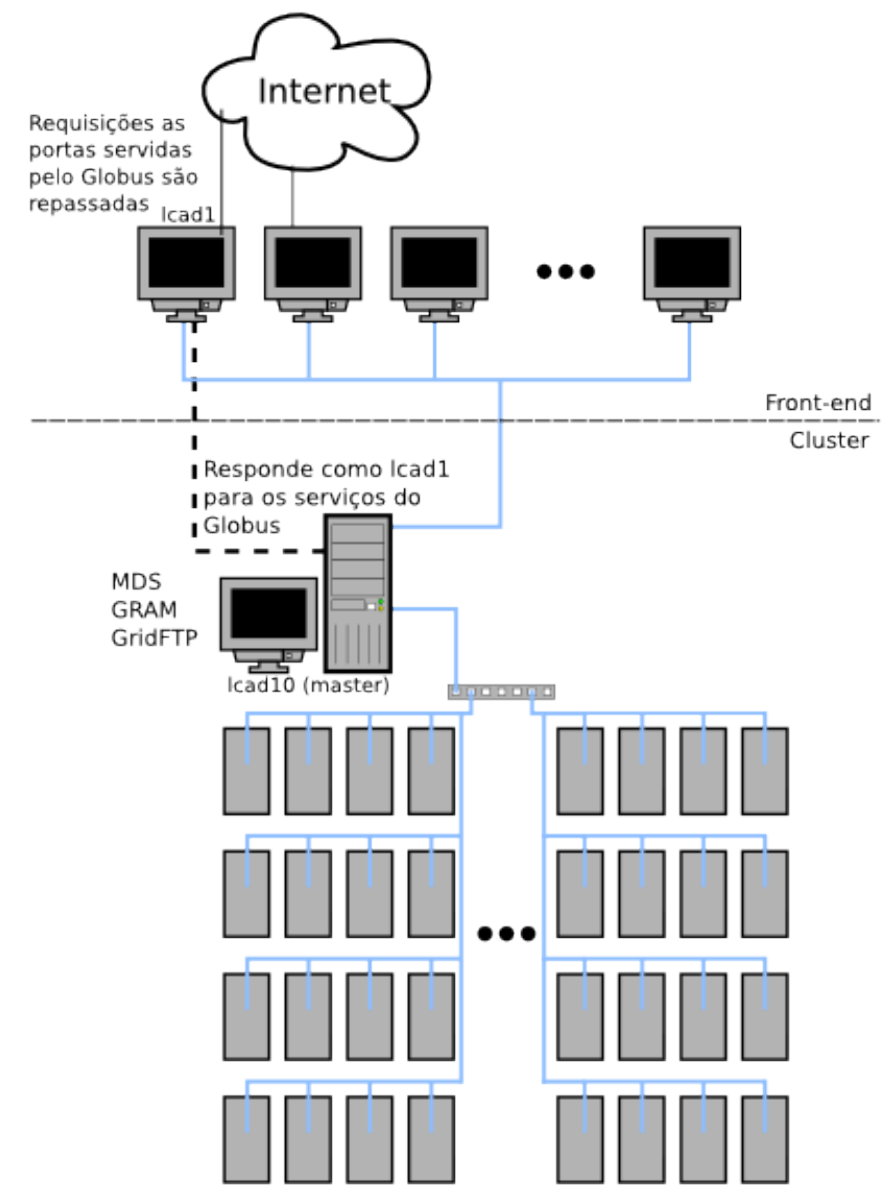 Internet
Requisições as
portas servidas
pelo Globus são
repassadas
lcad1
Front-end
Cluster
Responde como lcad1
para os serviços do
Globus
MDS
GRAM
GridFTP
lcad10 (master)